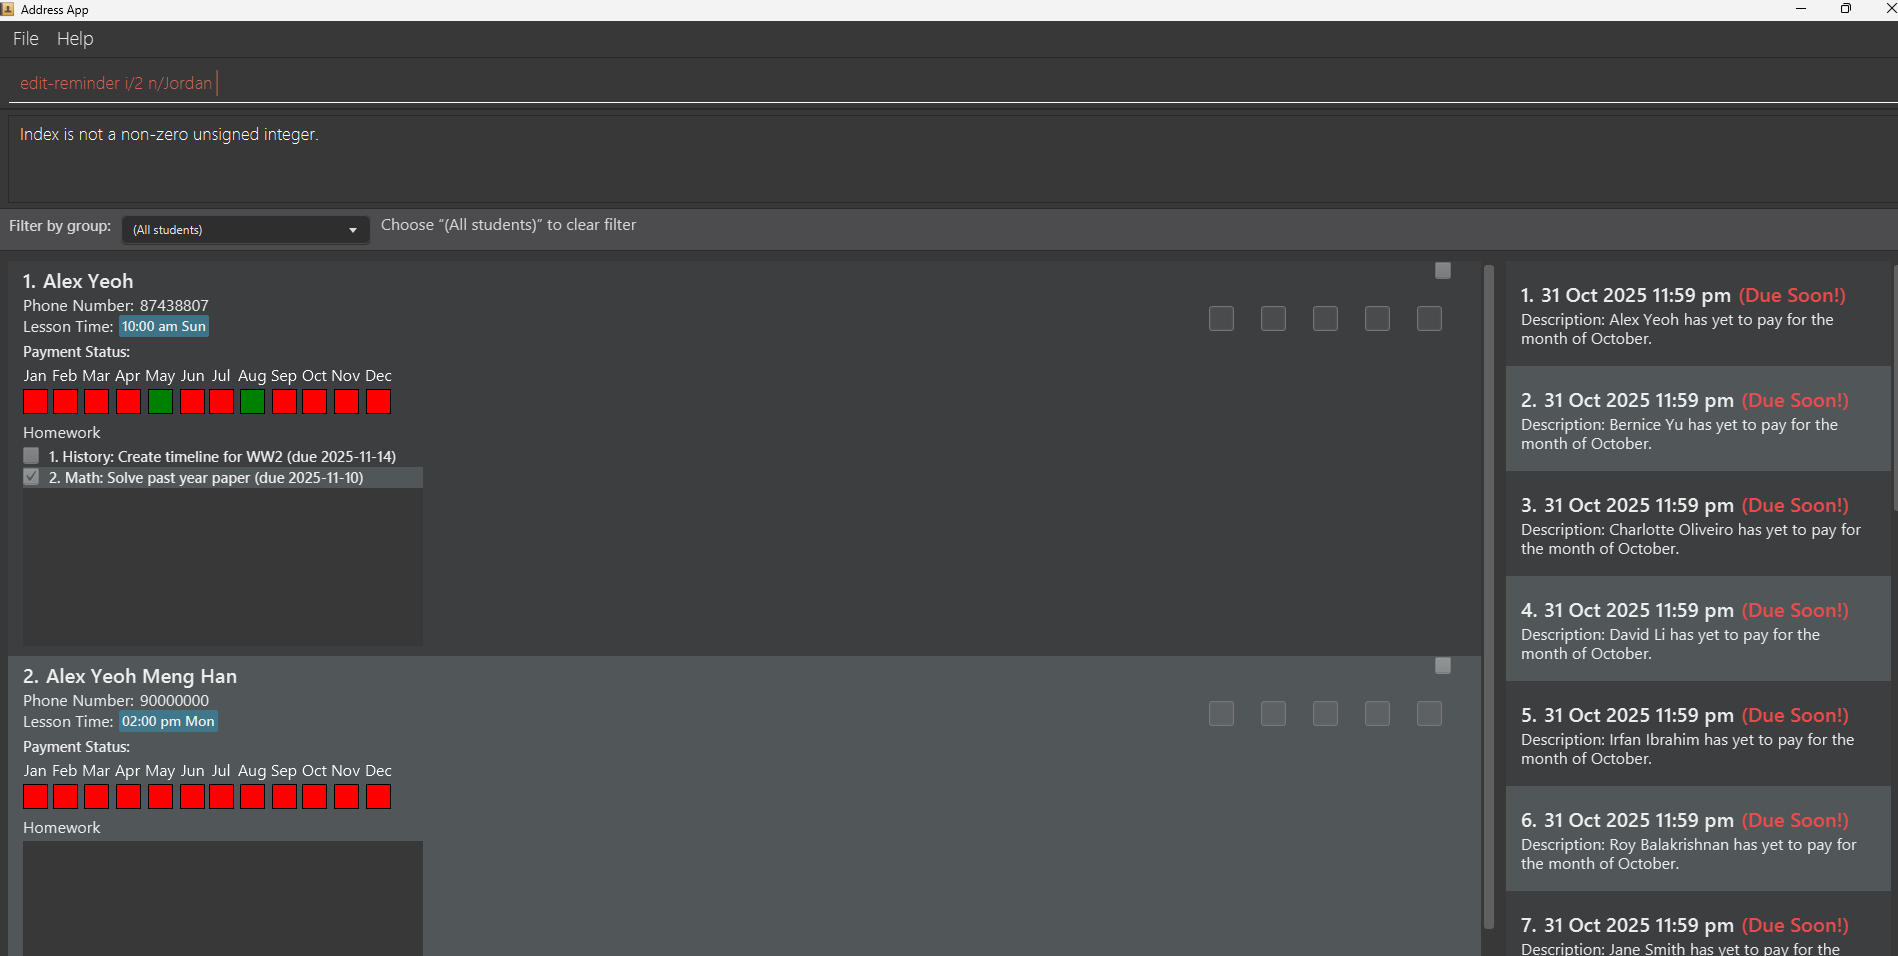 Address App
File Help
edit-reminder i/2 n/Jordan
Index is not a non-zero unsigned integer.
Filter by group: (All students) Choose “(All students)” to clear filter
1. Alex Yeoh
Phone Number: 87438807
Lesson Time: 10:00 am Sun
Payment Status:
Jan Feb Mar Apr May Jun Jul Aug Sep Oct Nov Dec
Homework
1. History: Create timeline for WW2 (due 2025-11-14)
2. Math: Solve past year paper (due 2025-11-10)
2. Alex Yeoh Meng Han
Phone Number: 90000000
Lesson Time: 02:00 pm Mon
Payment Status:
Jan Feb Mar Apr May Jun Jul Aug Sep Oct Nov Dec
Homework
1. 31 Oct 2025 11:59 pm (Due Soon!)
Description: Alex Yeoh has yet to pay for the
month of October.
2. 31 Oct 2025 11:59 pm (Due Soon!)
Description: Bernice Yu has yet to pay for the
month of October.
3. 31 Oct 2025 11:59 pm (Due Soon!)
Description: Charlotte Oliveiro has yet to pay for
the month of October.
4. 31 Oct 2025 11:59 pm (Due Soon!)
Description: David Li has yet to pay for the
month of October.
5. 31 Oct 2025 11:59 pm (Due Soon!)
Description: Irfan Ibrahim has yet to pay for the
month of October.
6. 31 Oct 2025 11:59 pm (Due Soon!)
Description: Roy Balakrishnan has yet to pay for
the month of October.
7. 31 Oct 2025 11:59 pm (Due Soon!)
Description: Jane Smith has yet to pay for the